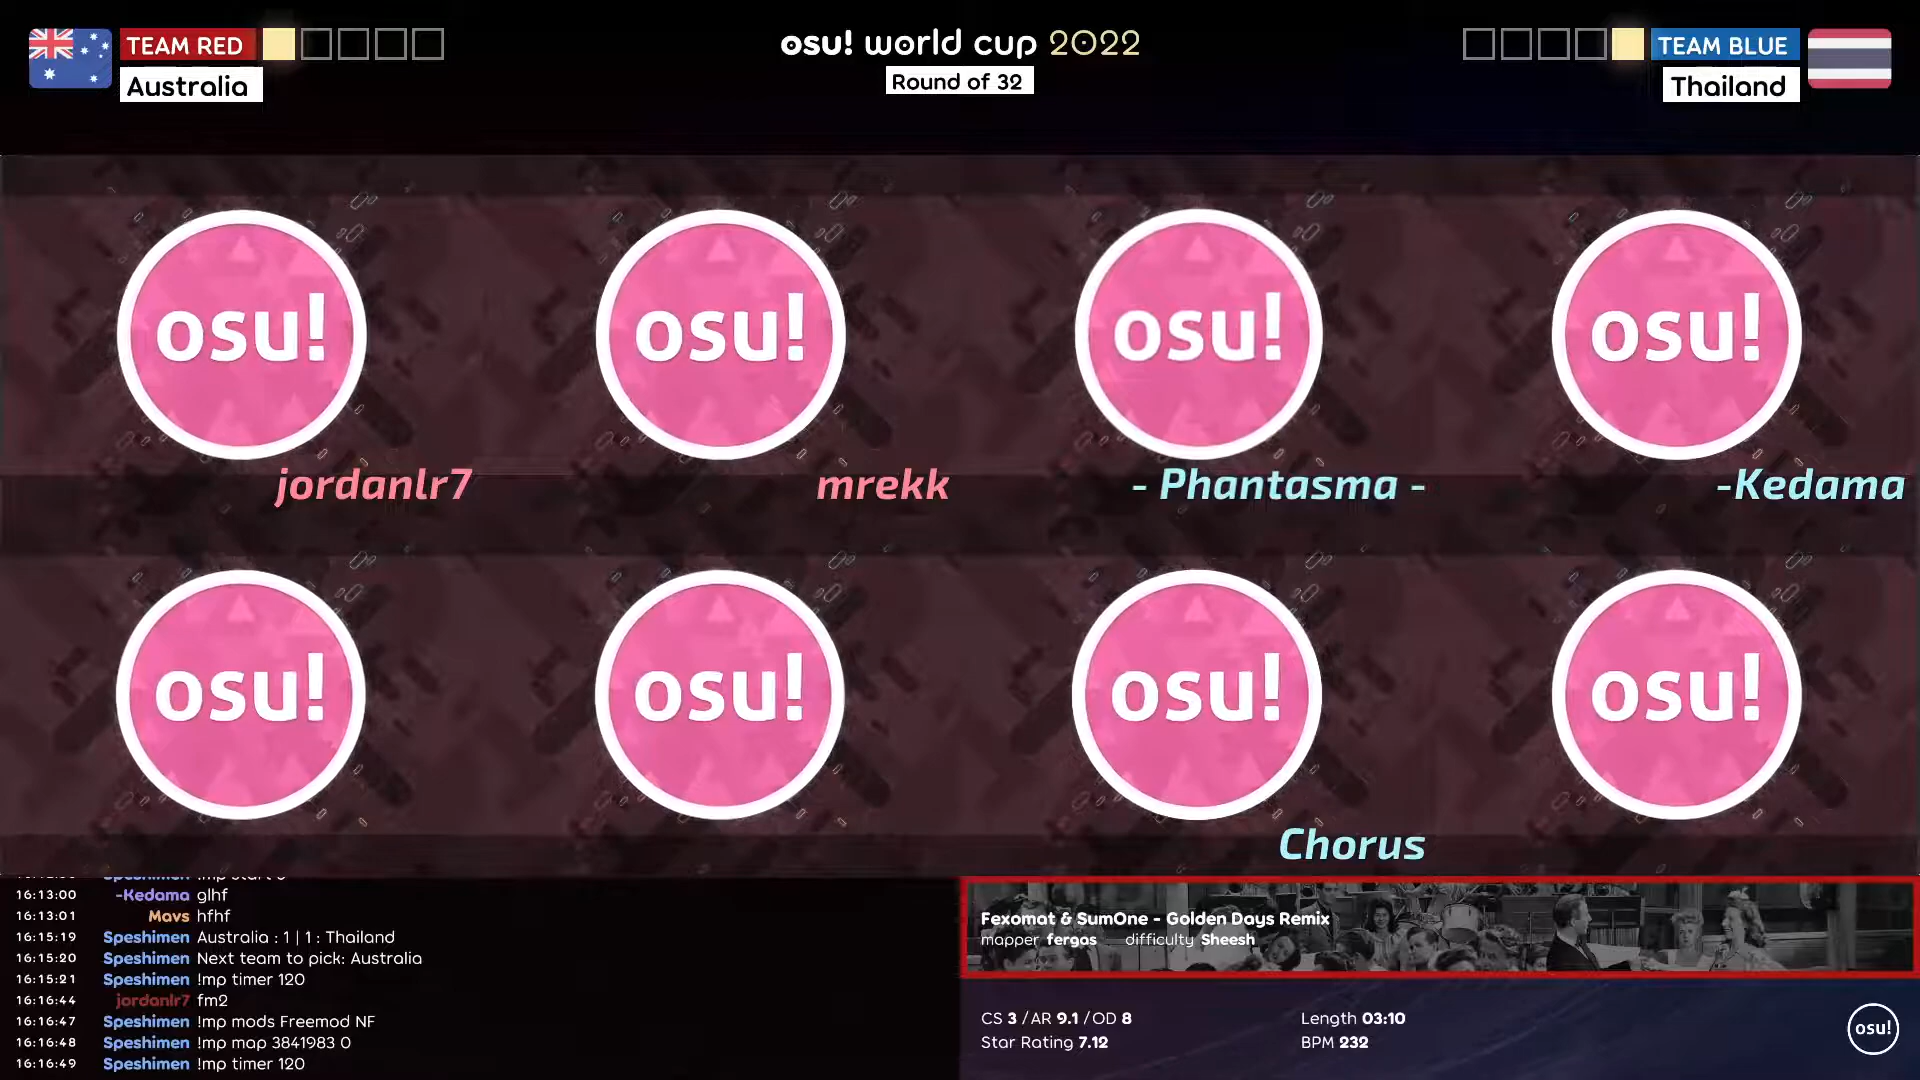 TEAM RED
Australia
osu! world cup 2022
Round of 32
TEAM BLUE
Thailand
osu!
osu!
osu!
osu!
jordanlr7
mrekk
- Phantasma -
-Kedama
osu!
osu!
osu!
osu!
Chorus
16:13:00 -Kedama glhf
16:13:01 Mavs hfhf
16:15:19 Speshimen Australia : 1 | 1 : Thailand
16:15:20 Speshimen Next team to pick: Australia
16:15:21 Speshimen !mp timer 120
16:16:44 jordanlr7 fm2
16:16:47 Speshimen !mp mods Freemod NF
16:16:48 Speshimen !mp map 3841983 0
16:16:49 Speshimen !mp timer 120
Fexomat & SumOne - Golden Days Remix
mapper fergas difficulty Sheesh
CS 3 / AR 9.1 / OD 8
Star Rating 7.12
Length 03:10
BPM 232
osu!